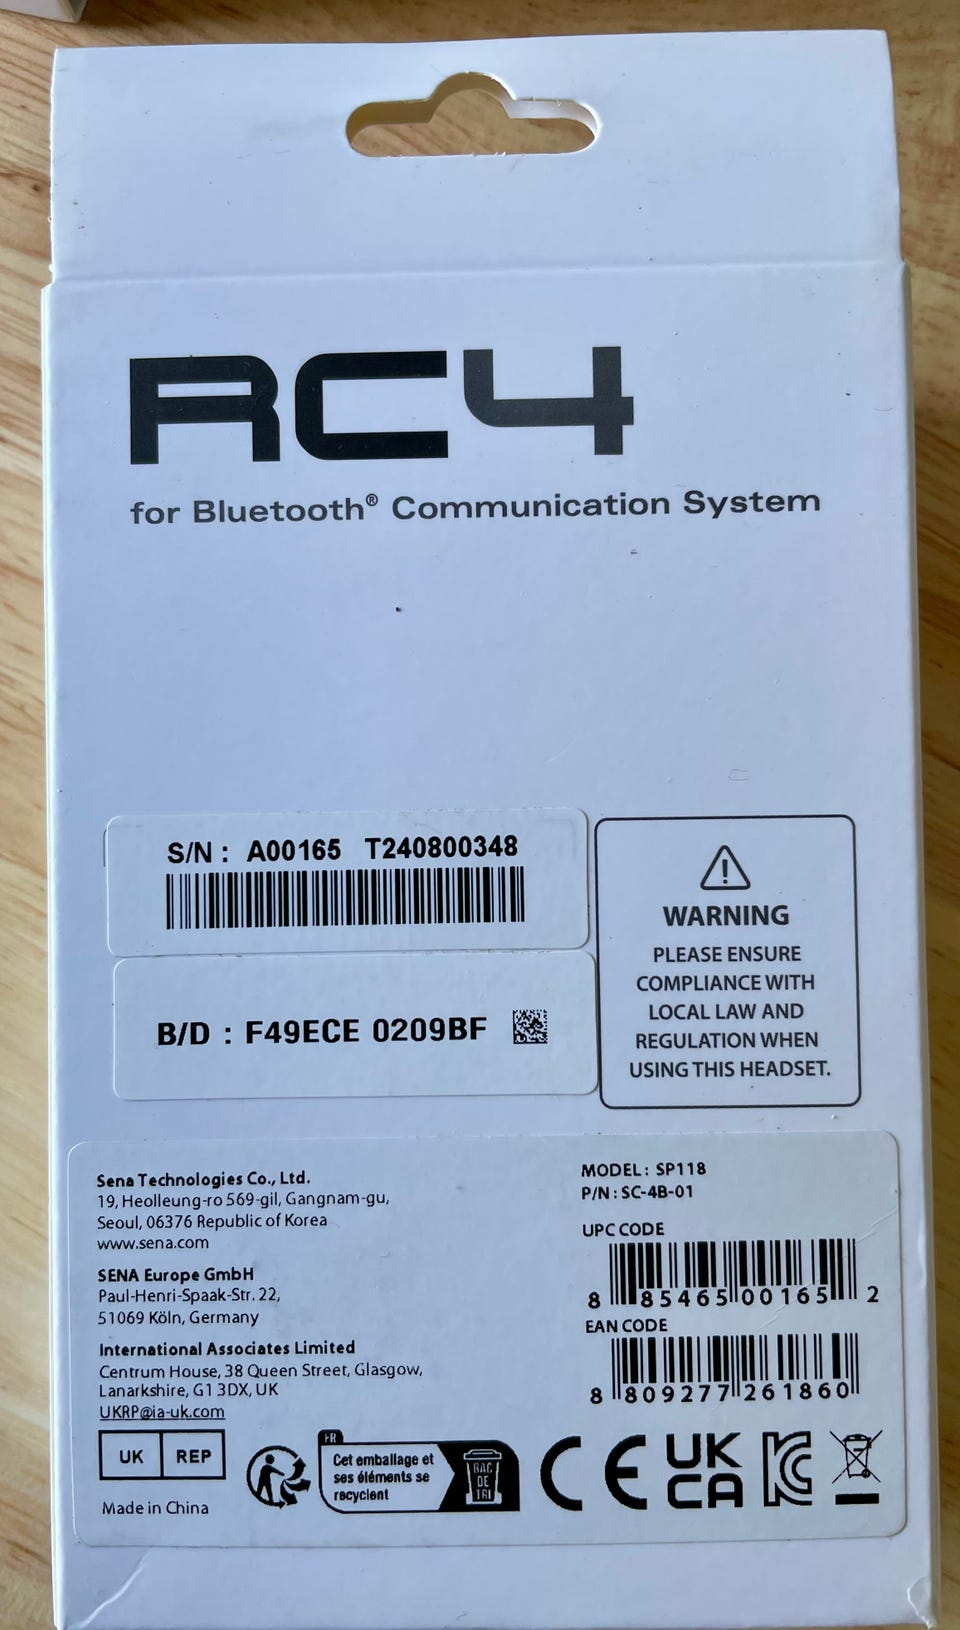 RC4
for Bluetooth® Communication System
S/N : A00165 T240800348
B/D : F49ECE 0209BF
WARNING
PLEASE ENSURE
COMPLIANCE WITH
LOCAL LAW AND
REGULATION WHEN
USING THIS HEADSET.
Sena Technologies Co., Ltd.
19, Heolleung-ro 569-gil, Gangnam-gu,
Seoul, 06376 Republic of Korea
www.sena.com
SENA Europe GmbH
Paul-Henri-Spaak-Str. 22,
51069 Köln, Germany
International Associates Limited
Centrum House, 38 Queen Street, Glasgow,
Lanarkshire, G1 3DX, UK
UKRP@ia-uk.com
UK REP
Made in China
MODEL : SP118
P/N : SC-4B-01
UPC CODE
8 85465 00165 2
EAN CODE
8 809277 261860
FR
Cet emballage et
ses éléments se
recyclent
BAC
DE
TRI
CE
UK
CA
KC